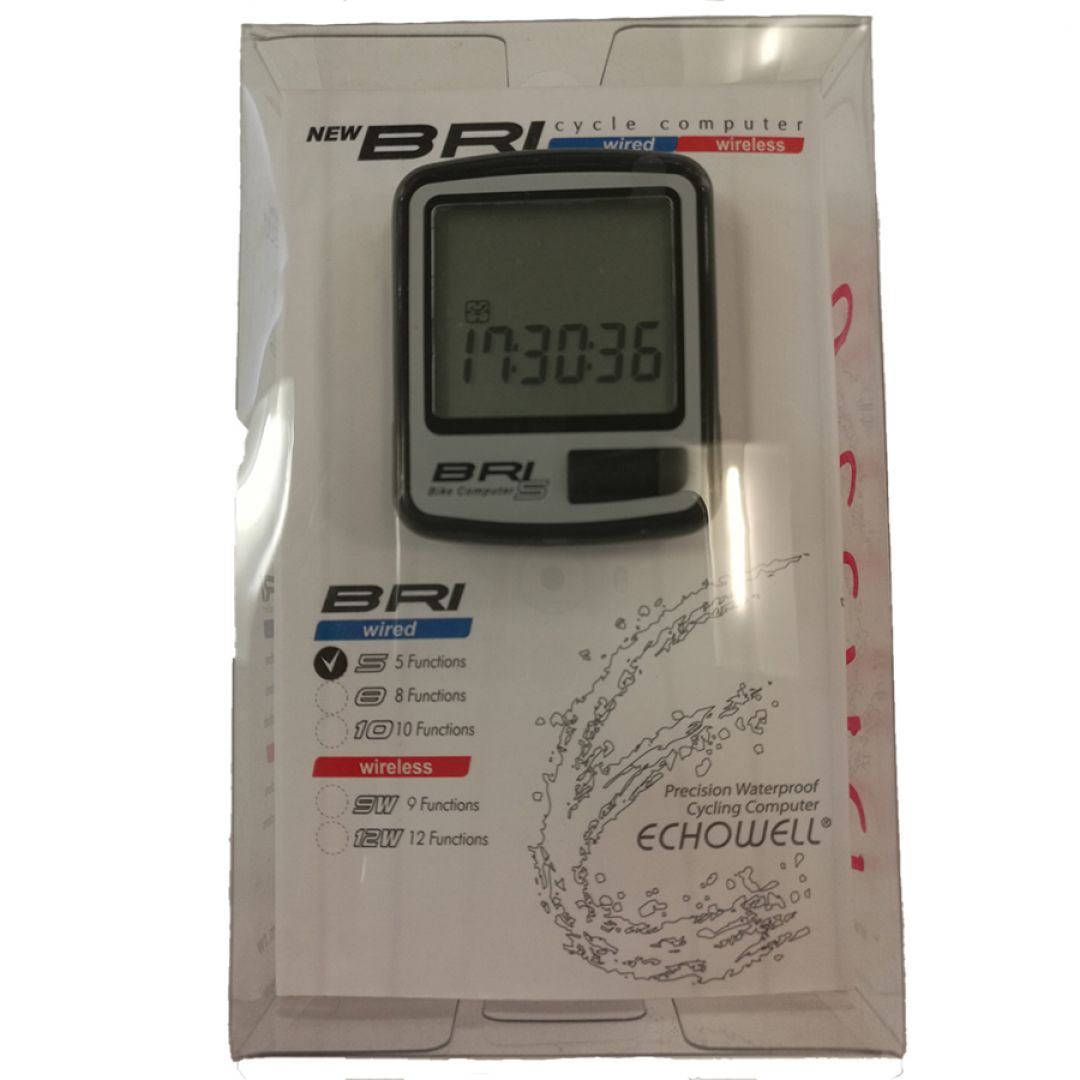 NEW BRI cycle computer
wired wireless
17:30:36
BRI
Bike Computer 5
BRI
wired
5 5 Functions
8 8 Functions
10 10 Functions
wireless
9W 9 Functions
12W 12 Functions
Precision Waterproof
Cycling Computer
ECHOWELL®